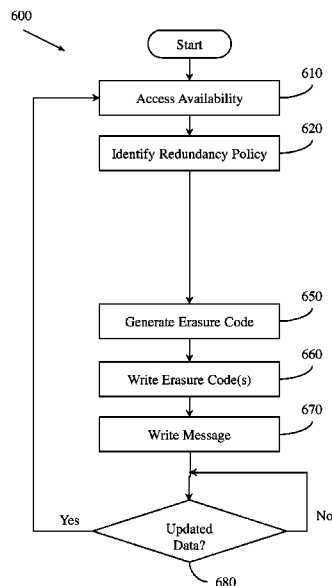 600
Start
610
Access Availability
620
Identify Redundancy Policy
650
Generate Erasure Code
660
Write Erasure Code(s)
670
Write Message
Yes
No
Updated
Data?
680